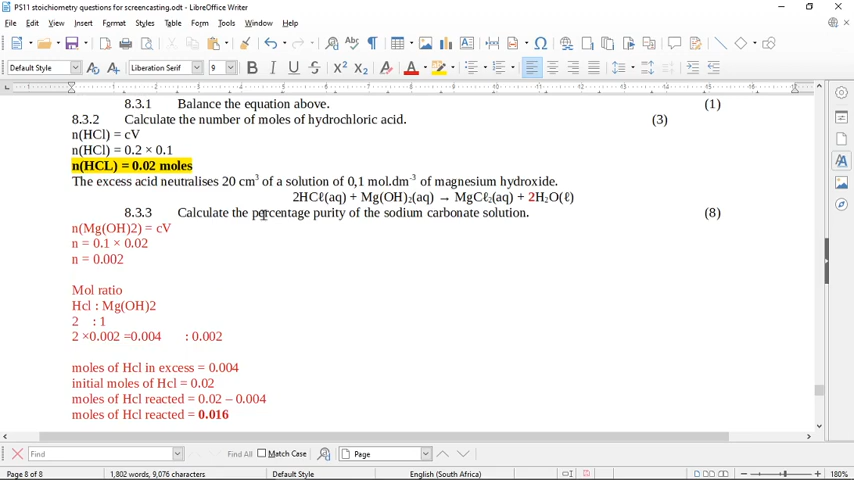 PS11 stoichiometry questions for screencasting.odt - LibreOffice Writer
File Edit View Insert Format Styles Table Form Tools Window Help
Default Style Liberation Serif 9
8.3.1 Balance the equation above. (1)
8.3.2 Calculate the number of moles of hydrochloric acid. (3)
n(HCl) = cV
n(HCl) = 0.2 × 0.1
n(HCL) = 0.02 moles
The excess acid neutralises 20 cm³ of a solution of 0,1 mol.dm⁻³ of magnesium hydroxide.
2HCℓ(aq) + Mg(OH)₂(aq) → MgCℓ₂(aq) + 2H₂O(ℓ)
8.3.3 Calculate the percentage purity of the sodium carbonate solution. (8)
n(Mg(OH)2) = cV
n = 0.1 × 0.02
n = 0.002
Mol ratio
Hcl : Mg(OH)2
2 : 1
2 ×0.002 =0.004 : 0.002
moles of Hcl in excess = 0.004
initial moles of Hcl = 0.02
moles of Hcl reacted = 0.02 – 0.004
moles of Hcl reacted = 0.016
Find Find All Match Case Page
Page 8 of 8 1,802 words, 9,076 characters Default Style English (South Africa) 180%